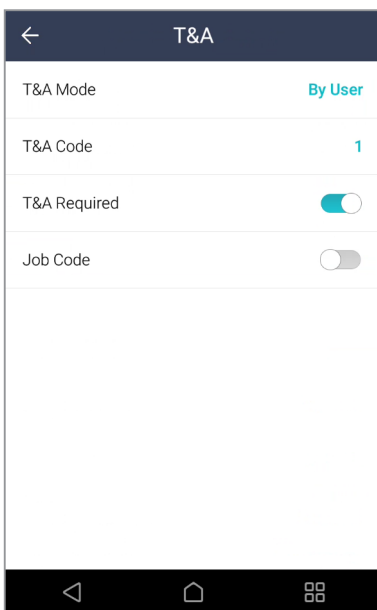 T&A
T&A Mode By User
T&A Code 1
T&A Required
Job Code